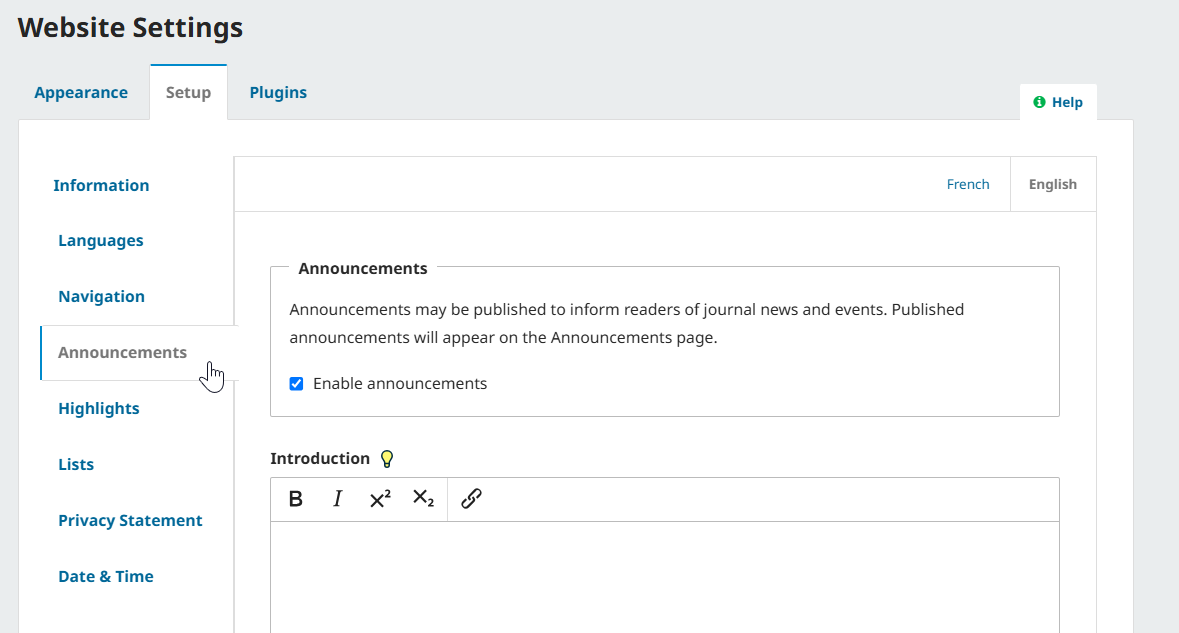 Website Settings
Appearance
Setup
Plugins
Help
Information
Languages
Navigation
Announcements
Highlights
Lists
Privacy Statement
Date & Time
French
English
Announcements
Announcements may be published to inform readers of journal news and events. Published
announcements will appear on the Announcements page.
Enable announcements
Introduction
B I X² X₂